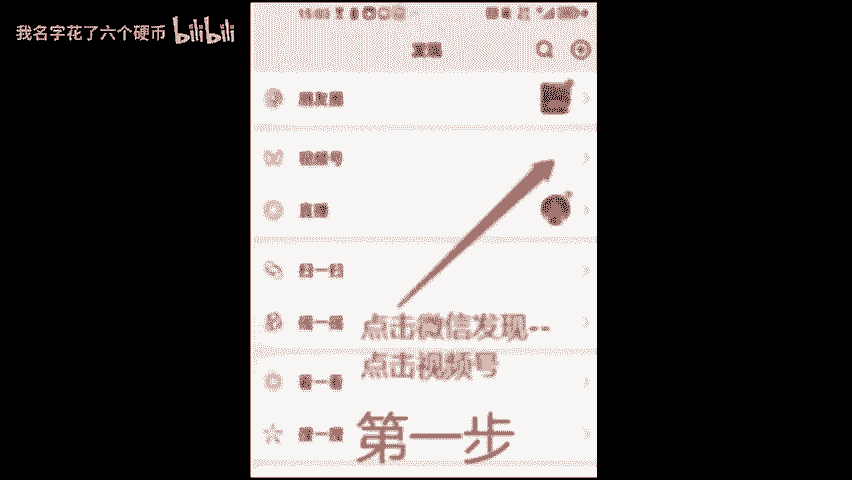 我名字花了六个硬币 bilibili
发现
朋友圈
视频号
直播
扫一扫
摇一摇
点击微信发现--
点击视频号
看一看
搜一搜
第一步